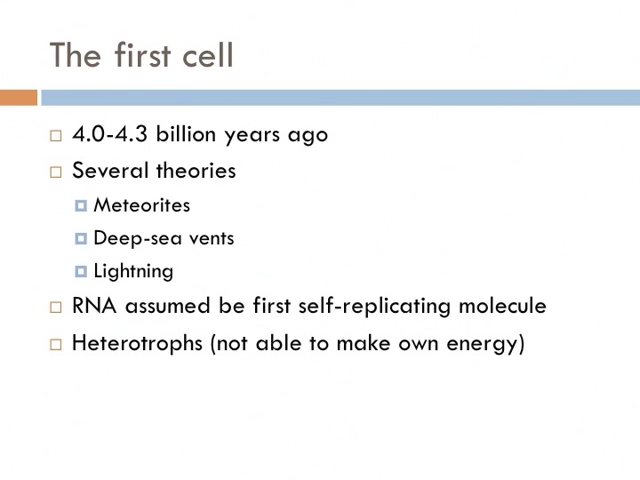 The first cell
4.0-4.3 billion years ago
Several theories
Meteorites
Deep-sea vents
Lightning
RNA assumed be first self-replicating molecule
Heterotrophs (not able to make own energy)